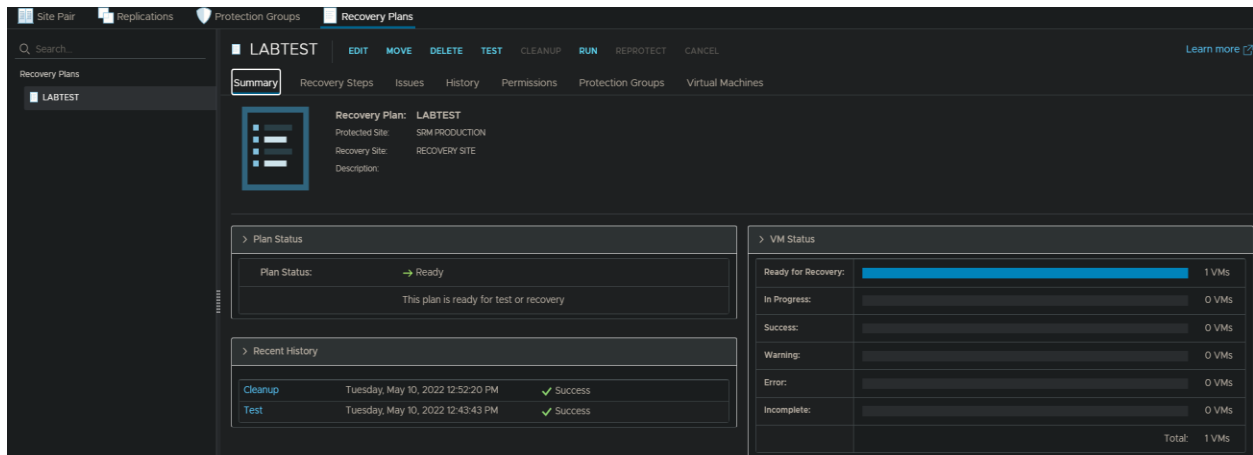 Site Pair Replications Protection Groups Recovery Plans
Search...
LABTEST EDIT MOVE DELETE TEST CLEANUP RUN REPROTECT CANCEL Learn more
Recovery Plans
LABTEST
Summary Recovery Steps Issues History Permissions Protection Groups Virtual Machines
Recovery Plan: LABTEST
Protected Site: SRM PRODUCTION
Recovery Site: RECOVERY SITE
Description:
Plan Status
Plan Status: Ready
This plan is ready for test or recovery
Recent History
Cleanup Tuesday, May 10, 2022 12:52:20 PM Success
Test Tuesday, May 10, 2022 12:43:43 PM Success
VM Status
Ready for Recovery: 1 VMs
In Progress: 0 VMs
Success: 0 VMs
Warning: 0 VMs
Error: 0 VMs
Incomplete: 0 VMs
Total: 1 VMs